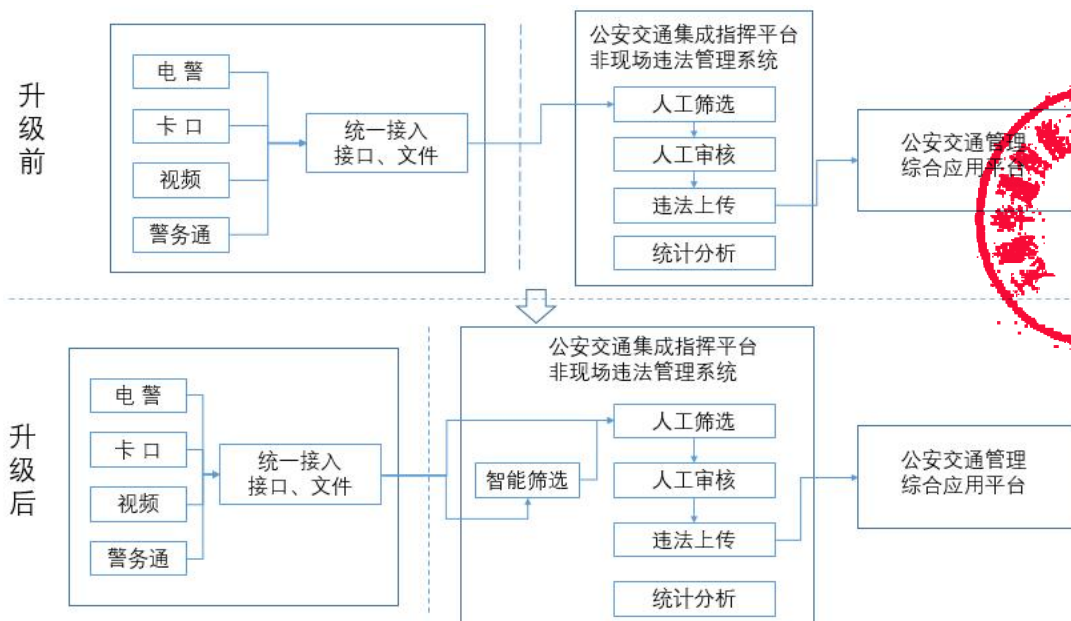 升级前
电 警
卡 口
视频
警务通
统一接入
接口、文件
公安交通集成指挥平台
非现场违法管理系统
人工筛选
人工审核
违法上传
统计分析
公安交通管理
综合应用平台
升级后
电 警
卡 口
视频
警务通
统一接入
接口、文件
公安交通集成指挥平台
非现场违法管理系统
智能筛选
人工筛选
人工审核
违法上传
统计分析
公安交通管理
综合应用平台